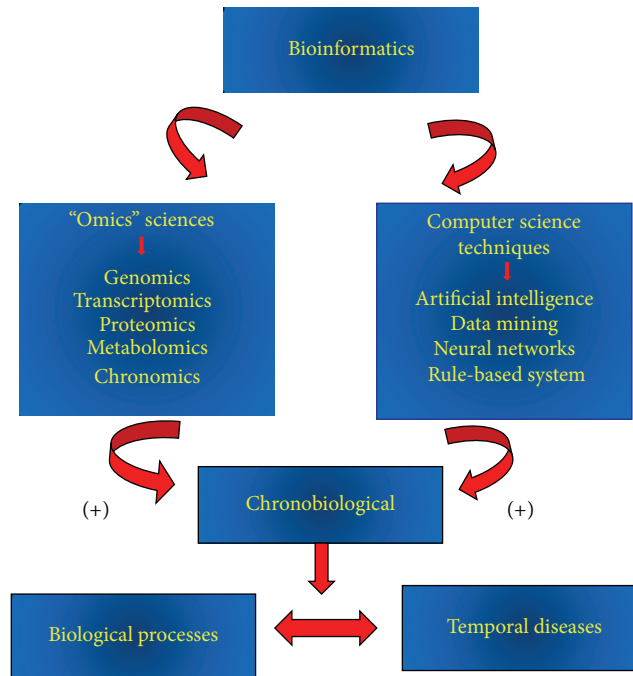 Bioinformatics
“Omics” sciences
Genomics
Transcriptomics
Proteomics
Metabolomics
Chronomics
Computer science
techniques
Artificial intelligence
Data mining
Neural networks
Rule-based system
(+)
Chronobiological
(+)
Biological processes
Temporal diseases